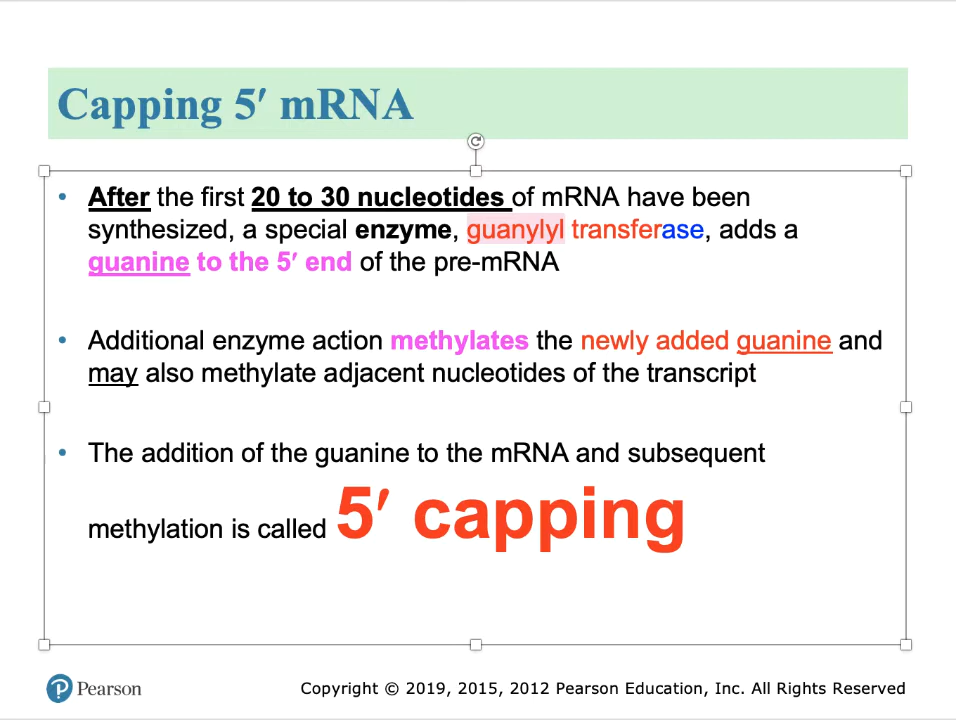 Capping 5′ mRNA
• After the first 20 to 30 nucleotides of mRNA have been
synthesized, a special enzyme, guanylyl transferase, adds a
guanine to the 5′ end of the pre-mRNA
• Additional enzyme action methylates the newly added guanine and
may also methylate adjacent nucleotides of the transcript
• The addition of the guanine to the mRNA and subsequent
methylation is called 5′ capping
Pearson
Copyright © 2019, 2015, 2012 Pearson Education, Inc. All Rights Reserved